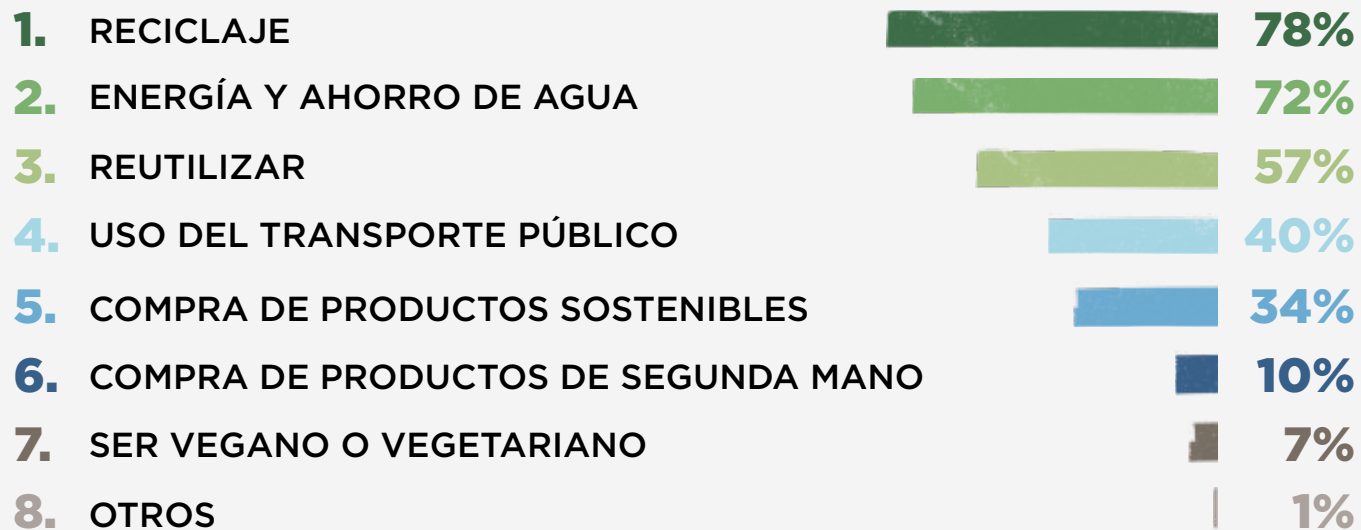 1. RECICLAJE 78%
2. ENERGÍA Y AHORRO DE AGUA 72%
3. REUTILIZAR 57%
4. USO DEL TRANSPORTE PÚBLICO 40%
5. COMPRA DE PRODUCTOS SOSTENIBLES 34%
6. COMPRA DE PRODUCTOS DE SEGUNDA MANO 10%
7. SER VEGANO O VEGETARIANO 7%
8. OTROS 1%